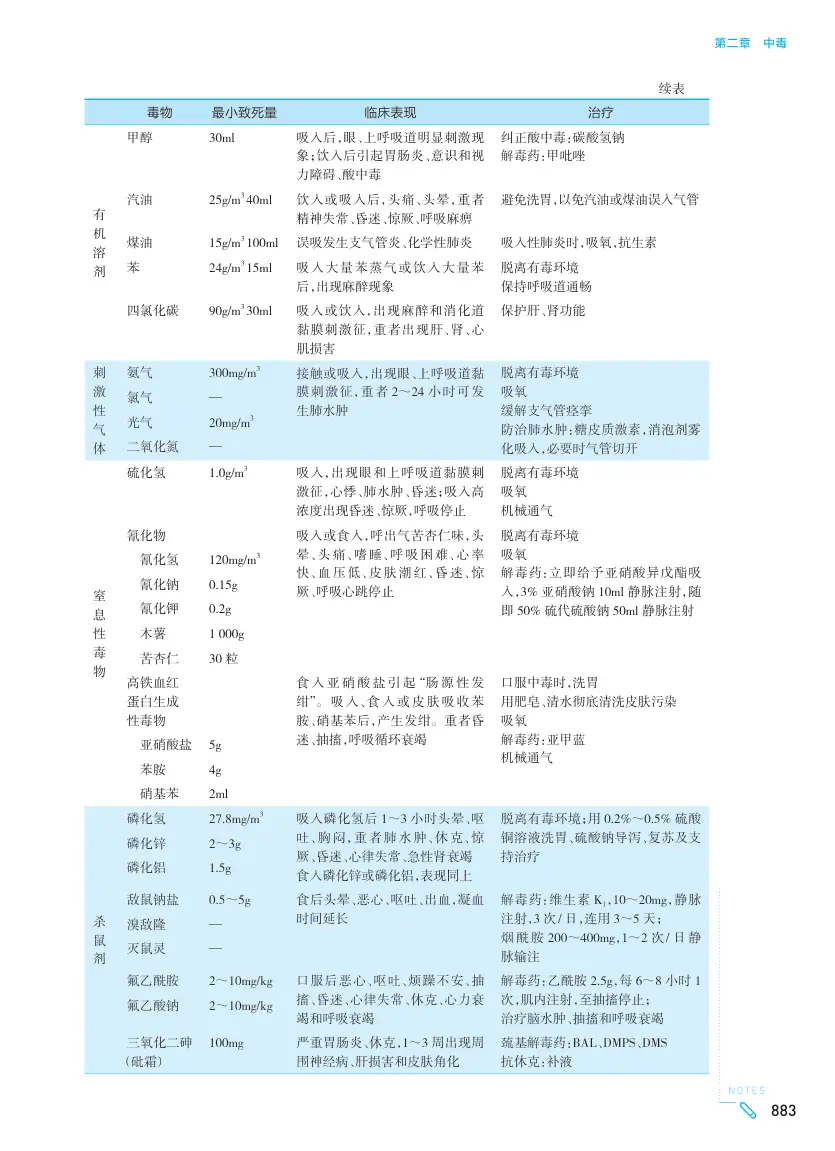 第二章 中毒
续表
毒物 最小致死量 临床表现 治疗
有机溶剂
甲醇 30ml 吸入后,眼、上呼吸道明显刺激现 纠正酸中毒:碳酸氢钠
象;饮入后引起胃肠炎、意识和视 解毒药:甲吡唑
力障碍、酸中毒
汽油 25g/m³ 40ml 饮入或吸入后,头痛、头晕,重者 避免洗胃,以免汽油或煤油误入气管
精神失常、昏迷、惊厥、呼吸麻痹
煤油 15g/m³ 100ml 误吸发生支气管炎、化学性肺炎 吸入性肺炎时,吸氧,抗生素
苯 24g/m³ 15ml 吸入大量苯蒸气或饮入大量苯 脱离有毒环境
后,出现麻醉现象 保持呼吸道通畅
四氯化碳 90g/m³ 30ml 吸入或饮入,出现麻醉和消化道 保护肝、肾功能
黏膜刺激征,重者出现肝、肾、心
肌损害
刺激性气体
氨气 300mg/m³ 接触或吸入,出现眼、上呼吸道黏 脱离有毒环境
氯气 — 膜刺激征,重者 2～24 小时可发 吸氧
光气 20mg/m³ 生肺水肿 缓解支气管痉挛
防治肺水肿:糖皮质激素,消泡剂雾
二氧化氮 — 化吸入,必要时气管切开
窒息性毒物
硫化氢 1.0g/m³ 吸入,出现眼和上呼吸道黏膜刺 脱离有毒环境
激征,心悸、肺水肿、昏迷;吸入高 吸氧
浓度出现昏迷、惊厥,呼吸停止 机械通气
氰化物 吸入或食入,呼出气苦杏仁味,头 脱离有毒环境
氰化氢 120mg/m³ 晕、头痛、嗜睡、呼吸困难、心率 吸氧
氰化钠 0.15g 快、血压低、皮肤潮红、昏迷、惊 解毒药:立即给予亚硝酸异戊酯吸
厥、呼吸心跳停止 入,3% 亚硝酸钠 10ml 静脉注射,随
氰化钾 0.2g 即 50% 硫代硫酸钠 50ml 静脉注射
木薯 1 000g
苦杏仁 30 粒
高铁血红 食入亚硝酸盐引起“肠源性发 口服中毒时,洗胃
蛋白生成 绀”。吸入、食入或皮肤吸收苯 用肥皂、清水彻底清洗皮肤污染
性毒物 胺、硝基苯后,产生发绀。重者昏 吸氧
亚硝酸盐 5g 迷、抽搐,呼吸循环衰竭 解毒药:亚甲蓝
机械通气
苯胺 4g
硝基苯 2ml
杀鼠剂
磷化氢 27.8mg/m³ 吸入磷化氢后 1～3 小时头晕、呕 脱离有毒环境;用 0.2%～0.5% 硫酸
磷化锌 2～3g 吐、胸闷,重者肺水肿、休克、惊 铜溶液洗胃、硫酸钠导泻、复苏及支
磷化铝 1.5g 厥、昏迷、心律失常、急性肾衰竭 持治疗
食入磷化锌或磷化铝,表现同上
敌鼠钠盐 0.5～5g 食后头晕、恶心、呕吐、出血,凝血 解毒药:维生素 K₁,10～20mg,静脉
溴敌隆 — 时间延长 注射,3 次/日,连用 3～5 天;
灭鼠灵 — 烟酰胺 200～400mg,1～2 次/日静
脉输注
氟乙酰胺 2～10mg/kg 口服后恶心、呕吐、烦躁不安、抽 解毒药:乙酰胺 2.5g,每 6～8 小时 1
氟乙酸钠 2～10mg/kg 搐、昏迷、心律失常、休克、心力衰 次,肌内注射,至抽搐停止;
竭和呼吸衰竭 治疗脑水肿、抽搐和呼吸衰竭
三氧化二砷 100mg 严重胃肠炎、休克,1～3 周出现周 巯基解毒药:BAL、DMPS、DMS
(砒霜) 围神经病、肝损害和皮肤角化 抗休克:补液
NOTES
883